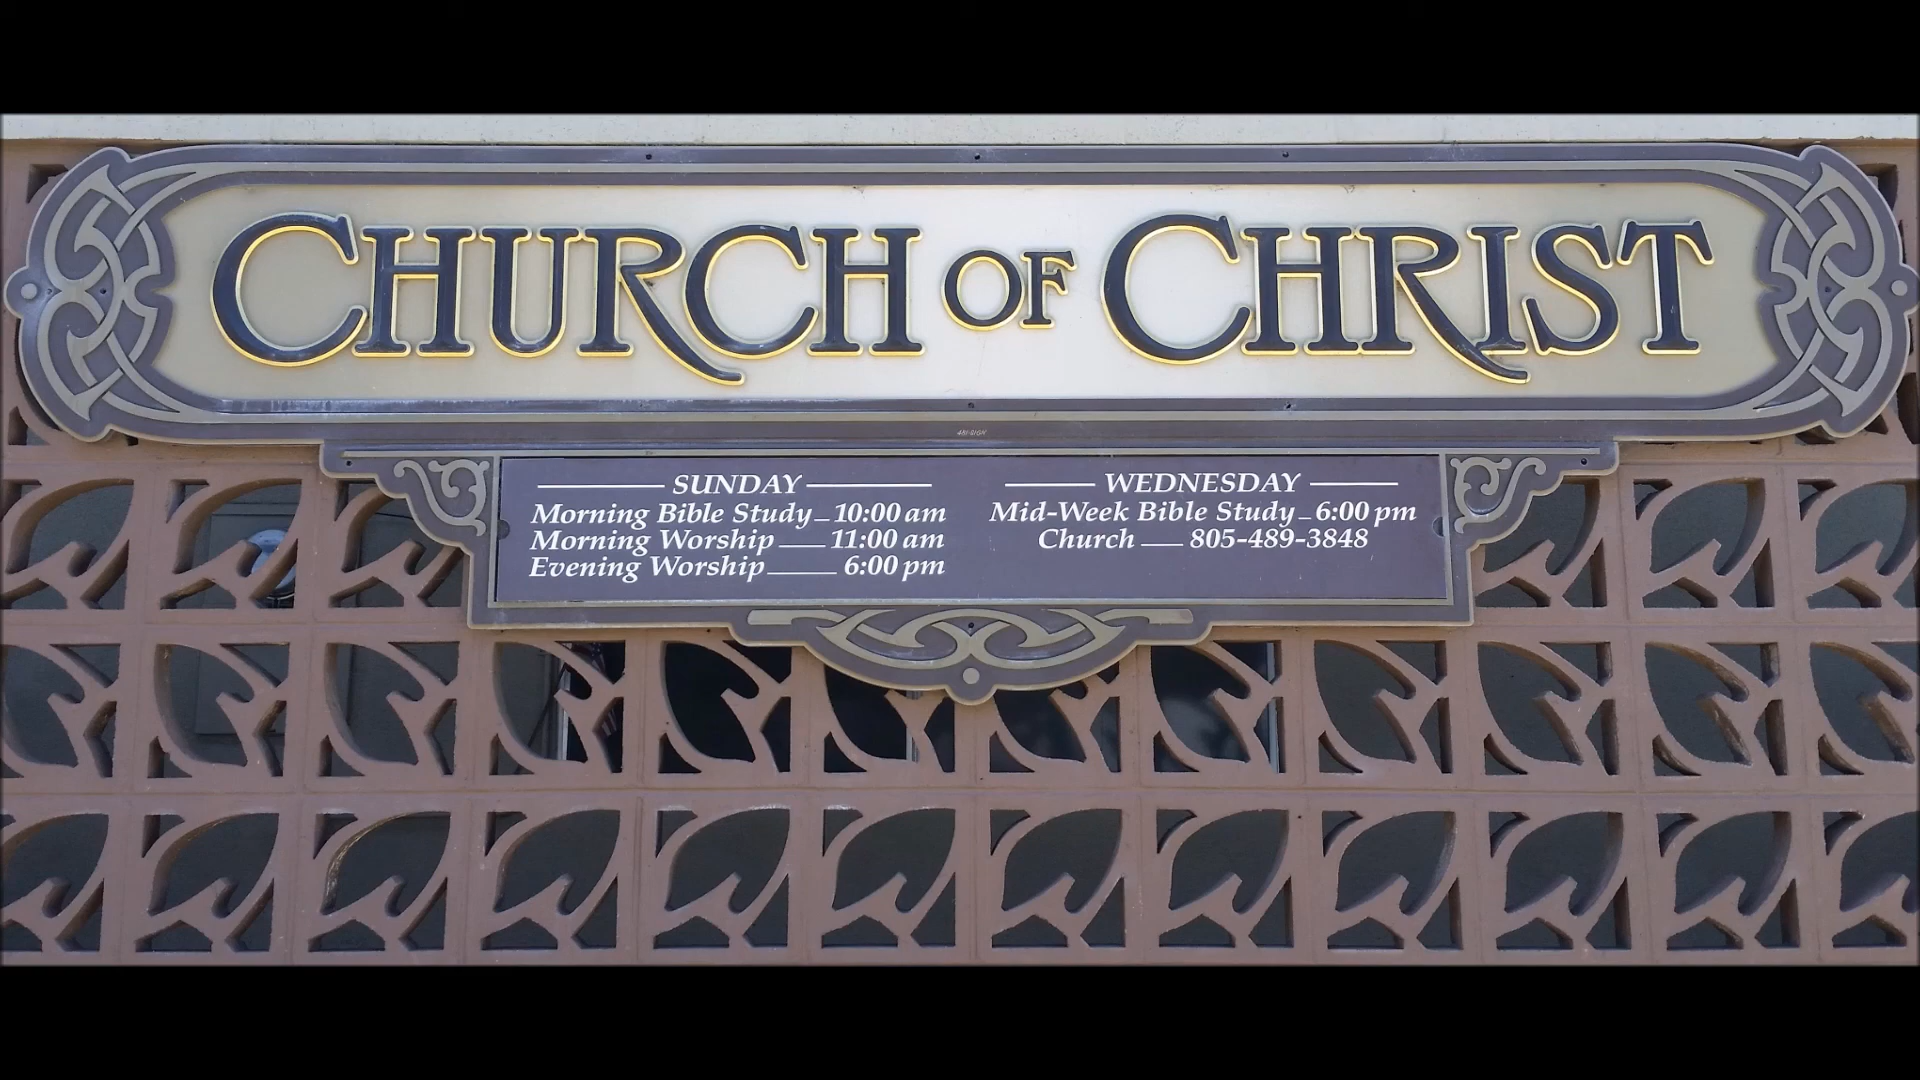 CHURCH OF CHRIST
SUNDAY
Morning Bible Study 10:00 am
Morning Worship 11:00 am
Evening Worship 6:00 pm
WEDNESDAY
Mid-Week Bible Study 6:00 pm
Church 805-489-3848